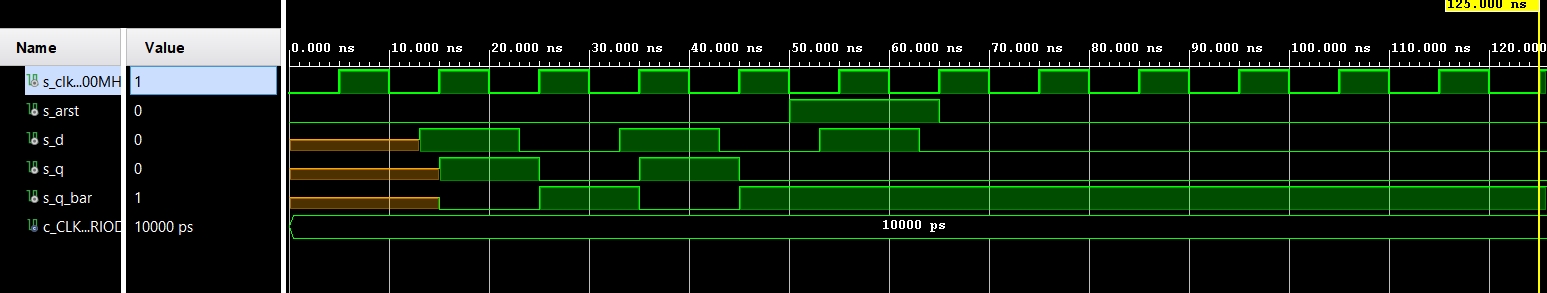 125.000 ns
Name Value
0.000 ns 10.000 ns 20.000 ns 30.000 ns 40.000 ns 50.000 ns 60.000 ns 70.000 ns 80.000 ns 90.000 ns 100.000 ns 110.000 ns 120.000
s_clk...00MH 1
s_arst 0
s_d 0
s_q 0
s_q_bar 1
c_CLK...RIOD 10000 ps 10000 ps